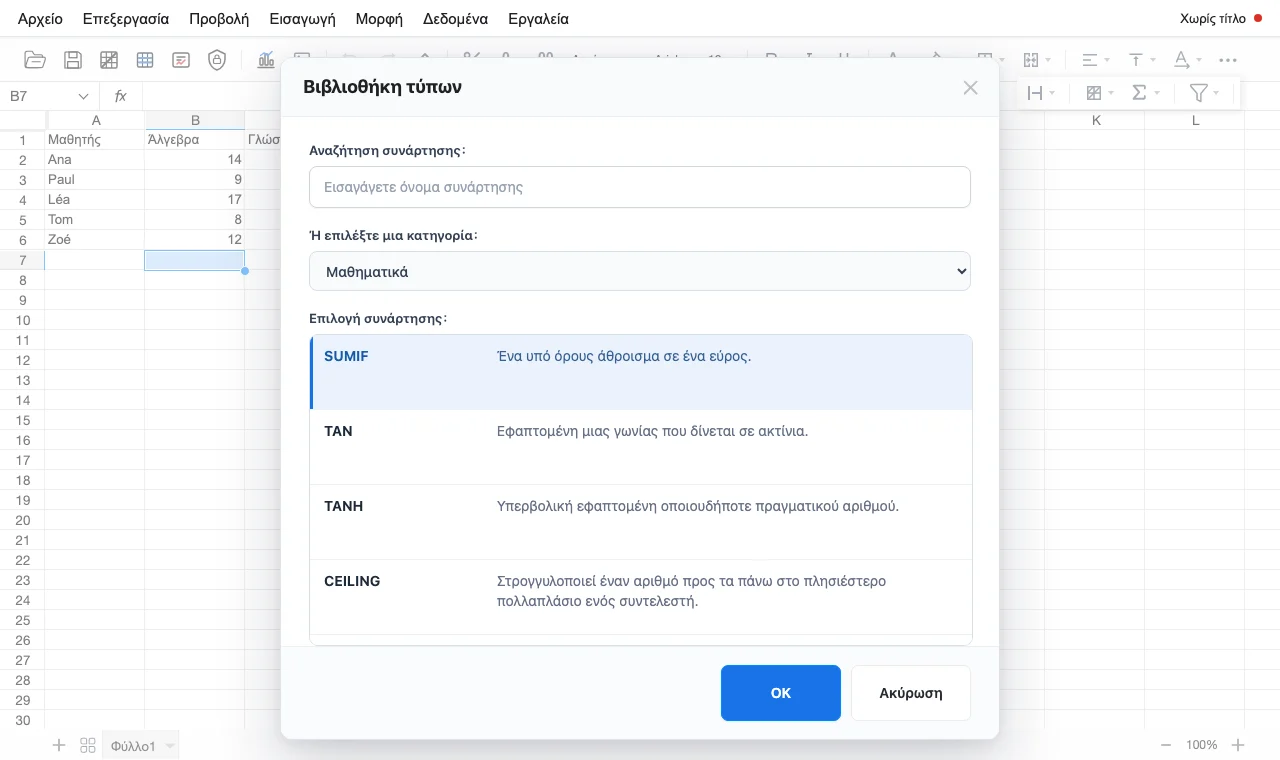 Αρχείο Επεξεργασία Προβολή Εισαγωγή Μορφή Δεδομένα Εργαλεία Χωρίς τίτλο
B7 fx
Βιβλιοθήκη τύπων
A B K L
1 Μαθητής Άλγεβρα Γλώσ
2 Ana 14
3 Paul 9
4 Léa 17
5 Tom 8
6 Zoé 12
7
8
9
10
11
12
13
14
15
16
17
18
19
20
21
22
23
24
25
26
27
28
29
30
Αναζήτηση συνάρτησης:
Εισαγάγετε όνομα συνάρτησης
Ή επιλέξτε μια κατηγορία:
Μαθηματικά
Επιλογή συνάρτησης:
SUMIF Ένα υπό όρους άθροισμα σε ένα εύρος.
TAN Εφαπτομένη μιας γωνίας που δίνεται σε ακτίνια.
TANH Υπερβολική εφαπτομένη οποιουδήποτε πραγματικού αριθμού.
CEILING Στρογγυλοποιεί έναν αριθμό προς τα πάνω στο πλησιέστερο
πολλαπλάσιο ενός συντελεστή.
OK Ακύρωση
Φύλλο1 100%